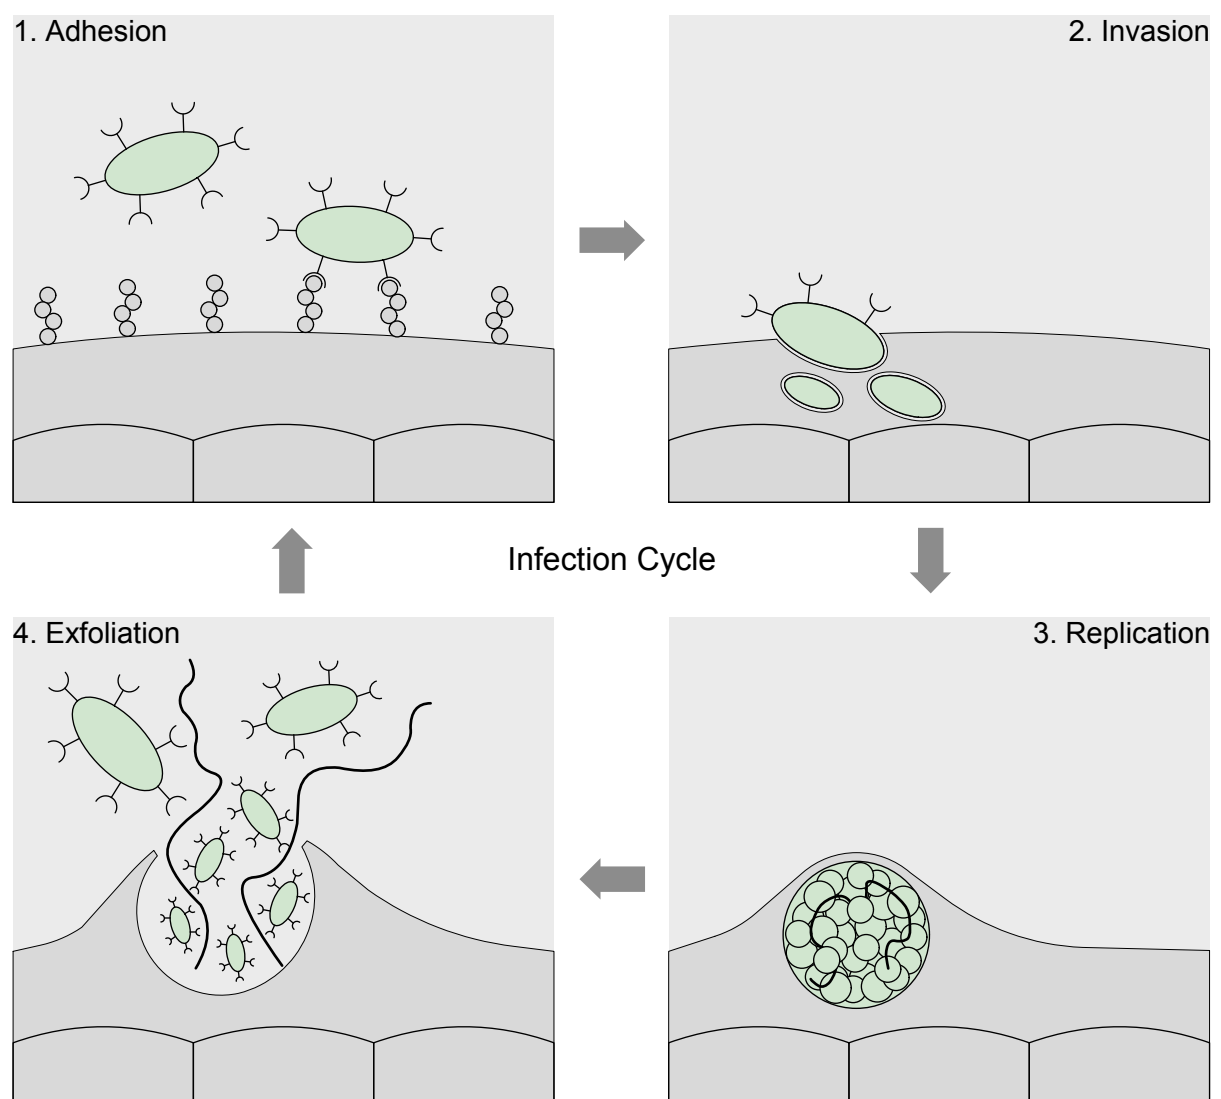 1. Adhesion
2. Invasion
Infection Cycle
4. Exfoliation
3. Replication